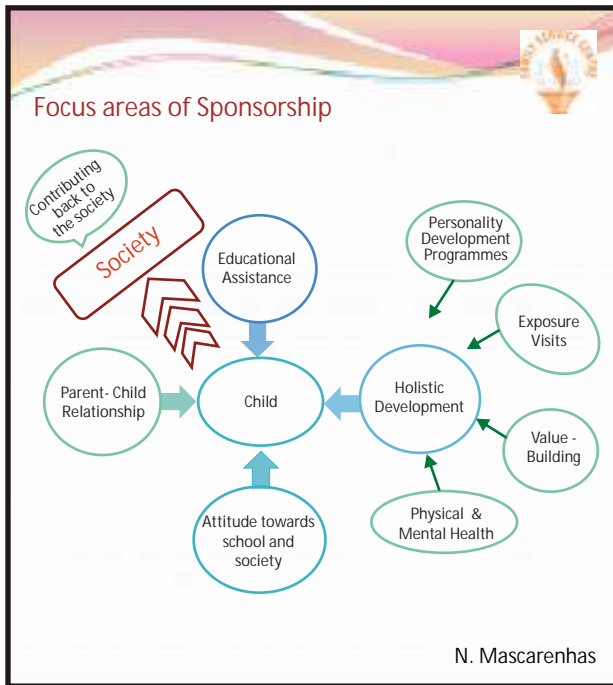 Focus areas of Sponsorship
Contributing
back to
the society
Society
Educational
Assistance
Personality
Development
Programmes
Exposure
Visits
Parent- Child
Relationship
Child
Holistic
Development
Value -
Building
Attitude towards
school and
society
Physical &
Mental Health
N. Mascarenhas